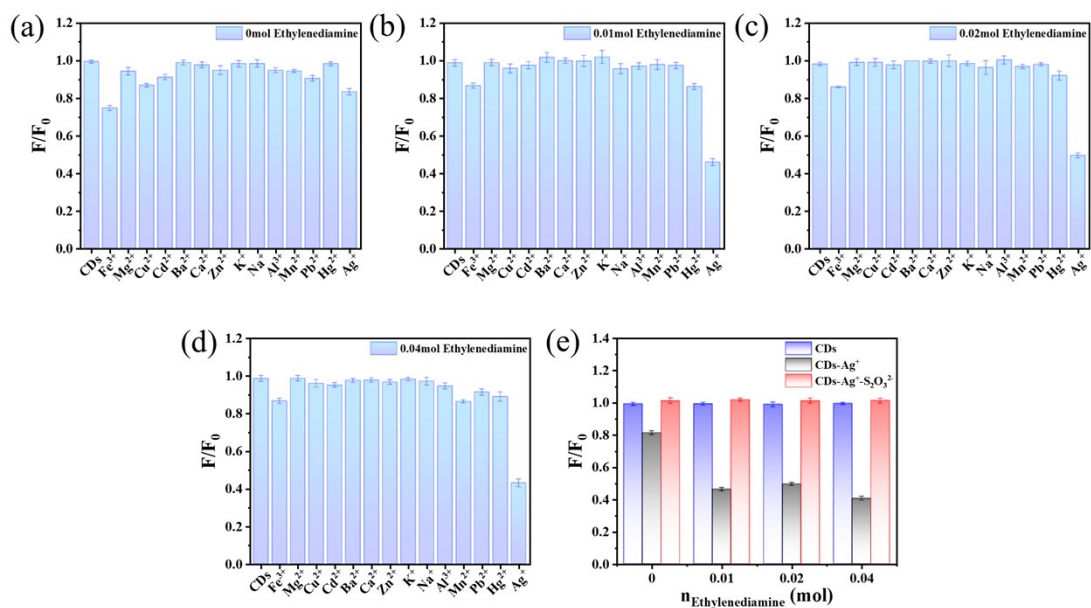 (a)
1.2
1.0
0.8
0.6
0.4
0.2
0.0
F/F₀
0mol Ethylenediamine
CDs Fe³⁺ Mg²⁺ Cu²⁺ Cd²⁺ Ba²⁺ Ca²⁺ Zn²⁺ K⁺ Na⁺ Al³⁺ Mn²⁺ Pb²⁺ Hg²⁺ Ag⁺
(b)
1.2
1.0
0.8
0.6
0.4
0.2
0.0
F/F₀
0.01mol Ethylenediamine
CDs Fe³⁺ Mg²⁺ Cu²⁺ Cd²⁺ Ba²⁺ Ca²⁺ Zn²⁺ K⁺ Na⁺ Al³⁺ Mn²⁺ Pb²⁺ Hg²⁺ Ag⁺
(c)
1.2
1.0
0.8
0.6
0.4
0.2
0.0
F/F₀
0.02mol Ethylenediamine
CDs Fe³⁺ Mg²⁺ Cu²⁺ Cd²⁺ Ba²⁺ Ca²⁺ Zn²⁺ K⁺ Na⁺ Al³⁺ Mn²⁺ Pb²⁺ Hg²⁺ Ag⁺
(d)
1.2
1.0
0.8
0.6
0.4
0.2
0.0
F/F₀
0.04mol Ethylenediamine
CDs Fe³⁺ Mg²⁺ Cu²⁺ Cd²⁺ Ba²⁺ Ca²⁺ Zn²⁺ K⁺ Na⁺ Al³⁺ Mn²⁺ Pb²⁺ Hg²⁺ Ag⁺
(e)
1.4
1.2
1.0
0.8
0.6
0.4
0.2
0.0
F/F₀
CDs
CDs-Ag⁺
CDs-Ag⁺-S₂O₃²⁻
0 0.01 0.02 0.04
n_Ethylenediamine (mol)